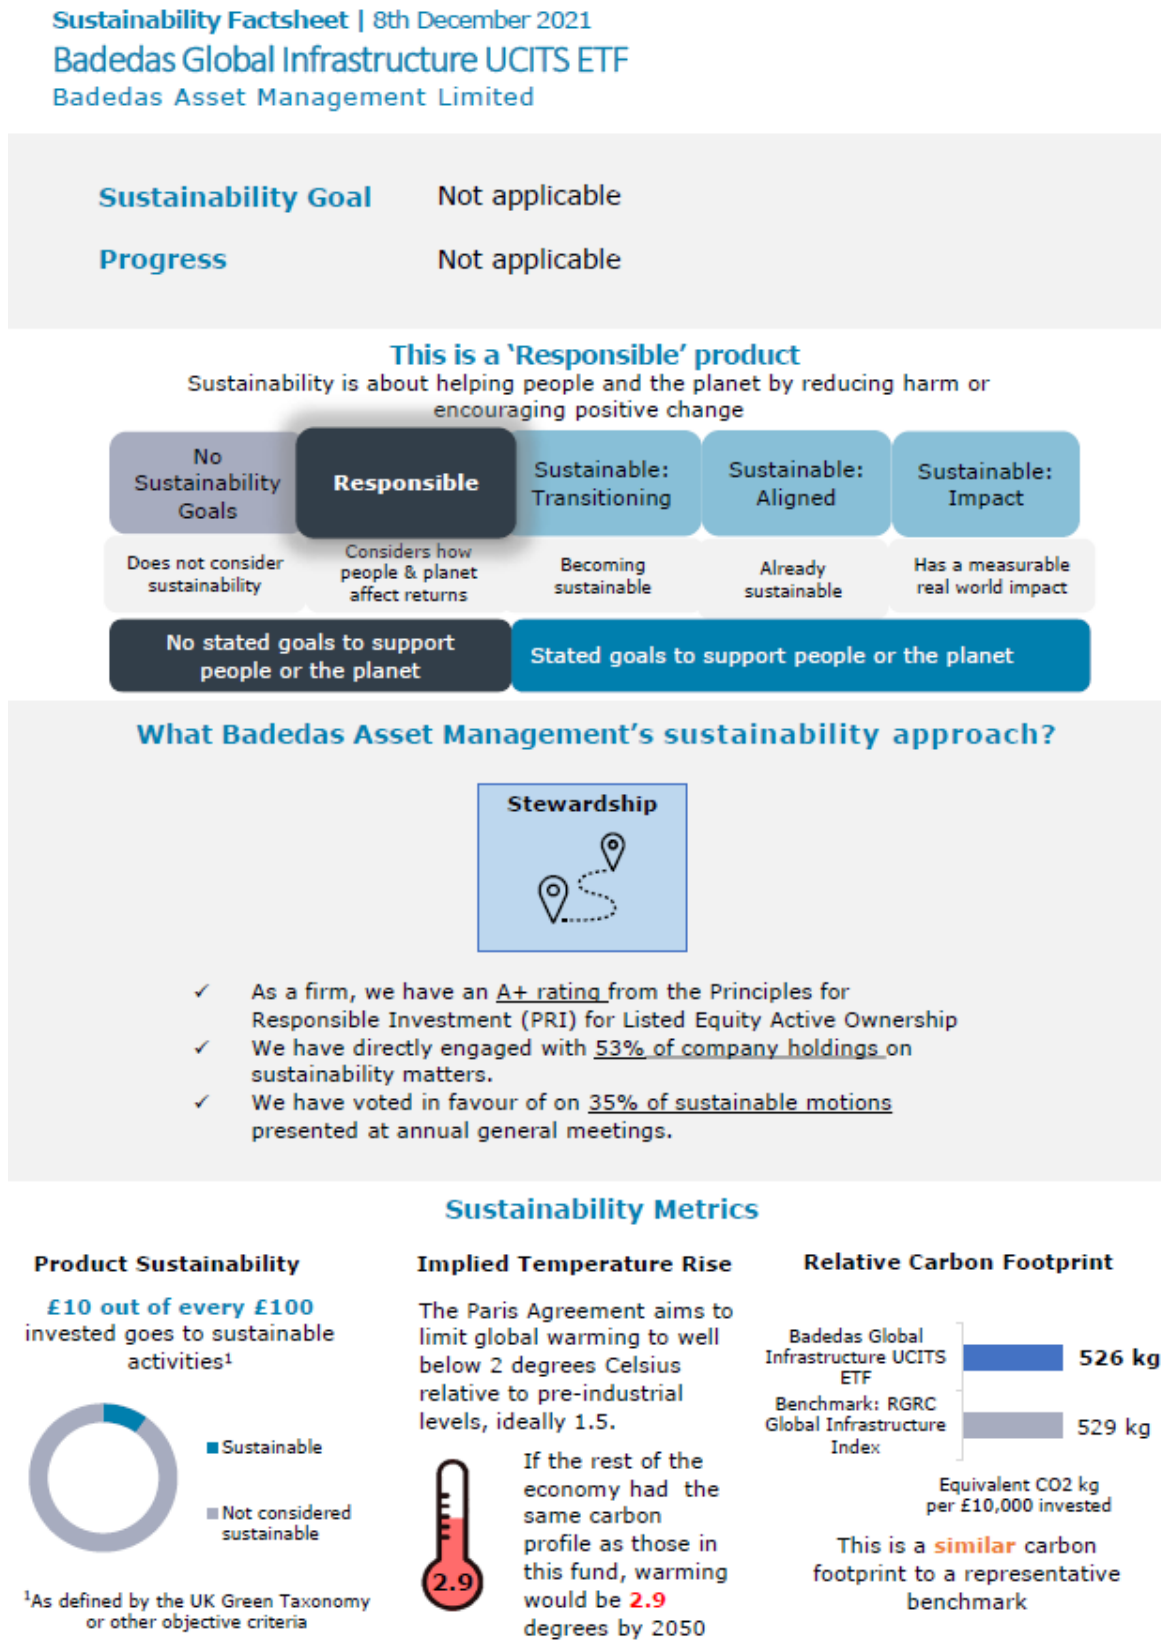 Sustainability Factsheet | 8th December 2021
Badedas Global Infrastructure UCITS ETF
Badedas Asset Management Limited
Sustainability Goal Not applicable
Progress Not applicable
This is a ‘Responsible’ product
Sustainability is about helping people and the planet by reducing harm or
encouraging positive change
No
Sustainability
Goals
Responsible
Sustainable:
Transitioning
Sustainable:
Aligned
Sustainable:
Impact
Does not consider
sustainability
Considers how
people & planet
affect returns
Becoming
sustainable
Already
sustainable
Has a measurable
real world impact
No stated goals to support
people or the planet
Stated goals to support people or the planet
What Badedas Asset Management’s sustainability approach?
Stewardship
✓ As a firm, we have an A+ rating from the Principles for
Responsible Investment (PRI) for Listed Equity Active Ownership
✓ We have directly engaged with 53% of company holdings on
sustainability matters.
✓ We have voted in favour of on 35% of sustainable motions
presented at annual general meetings.
Sustainability Metrics
Product Sustainability
£10 out of every £100
invested goes to sustainable
activities¹
Sustainable
Not considered
sustainable
¹As defined by the UK Green Taxonomy
or other objective criteria
Implied Temperature Rise
The Paris Agreement aims to
limit global warming to well
below 2 degrees Celsius
relative to pre-industrial
levels, ideally 1.5.
2.9
If the rest of the
economy had the
same carbon
profile as those in
this fund, warming
would be 2.9
degrees by 2050
Relative Carbon Footprint
Badedas Global
Infrastructure UCITS
ETF
526 kg
Benchmark: RGRC
Global Infrastructure
Index
529 kg
Equivalent CO2 kg
per £10,000 invested
This is a similar carbon
footprint to a representative
benchmark